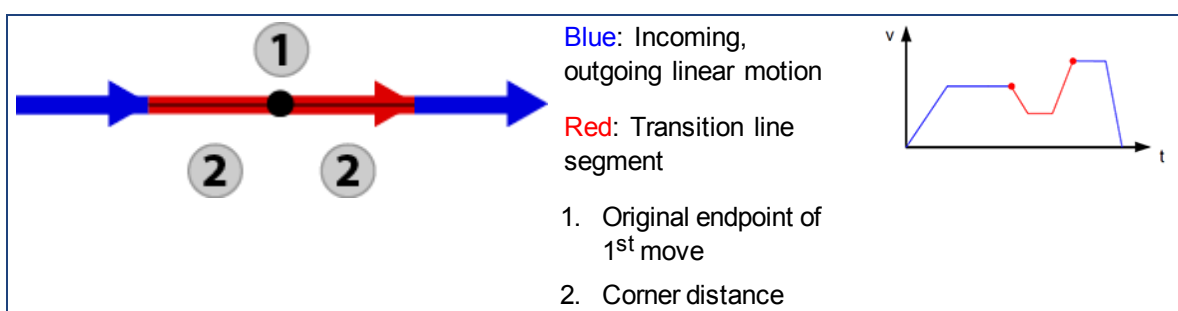 1
2 2
Blue: Incoming,
outgoing linear motion
Red: Transition line
segment
1. Original endpoint of
1st move
2. Corner distance
v
t